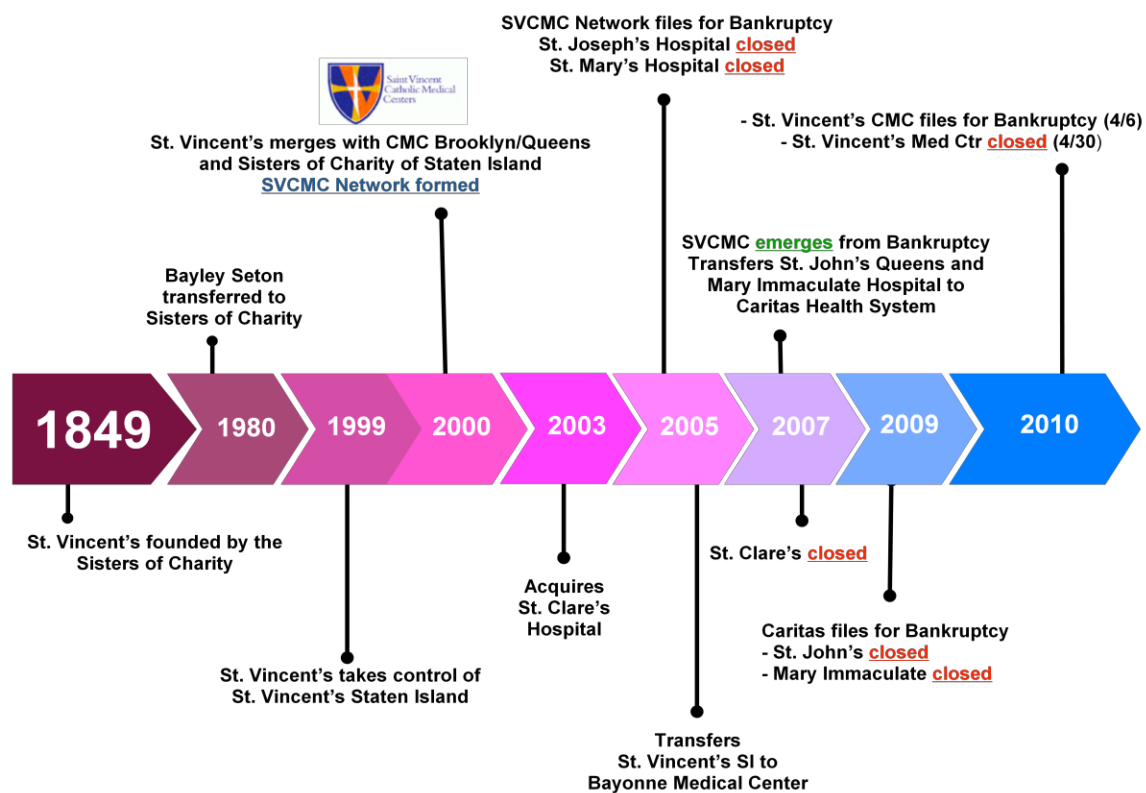 SVCMC Network files for Bankruptcy
St. Joseph's Hospital closed
St. Mary's Hospital closed
Saint Vincent
Catholic Medical
Centers
St. Vincent's merges with CMC Brooklyn/Queens
and Sisters of Charity of Staten Island
SVCMC Network formed
- St. Vincent's CMC files for Bankruptcy (4/6)
- St. Vincent's Med Ctr closed (4/30)
SVCMC emerges from Bankruptcy
Transfers St. John's Queens and
Mary Immaculate Hospital to
Caritas Health System
Bayley Seton
transferred to
Sisters of Charity
1849
1980
1999
2000
2003
2005
2007
2009
2010
St. Vincent's founded by the
Sisters of Charity
St. Vincent's takes control of
St. Vincent's Staten Island
Acquires
St. Clare's
Hospital
Transfers
St. Vincent's SI to
Bayonne Medical Center
St. Clare's closed
Caritas files for Bankruptcy
- St. John's closed
- Mary Immaculate closed